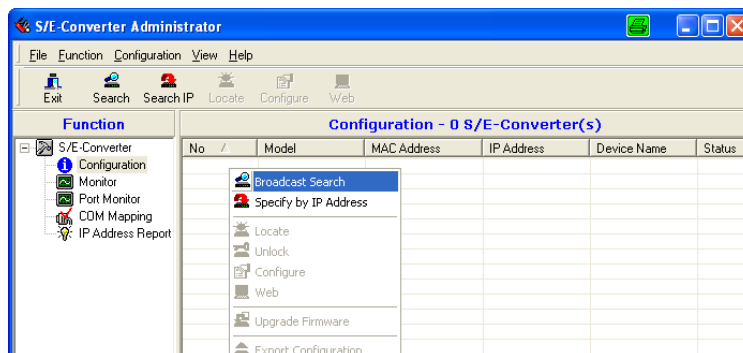 S/E-Converter Administrator
File Function Configuration View Help
Exit Search Search IP Locate Configure Web
Function Configuration - 0 S/E-Converter(s)
S/E-Converter No Model MAC Address IP Address Device Name Status
Configuration
Monitor
Port Monitor
COM Mapping
IP Address Report
Broadcast Search
Specify by IP Address
Locate
Unlock
Configure
Web
Upgrade Firmware
Export Configuration